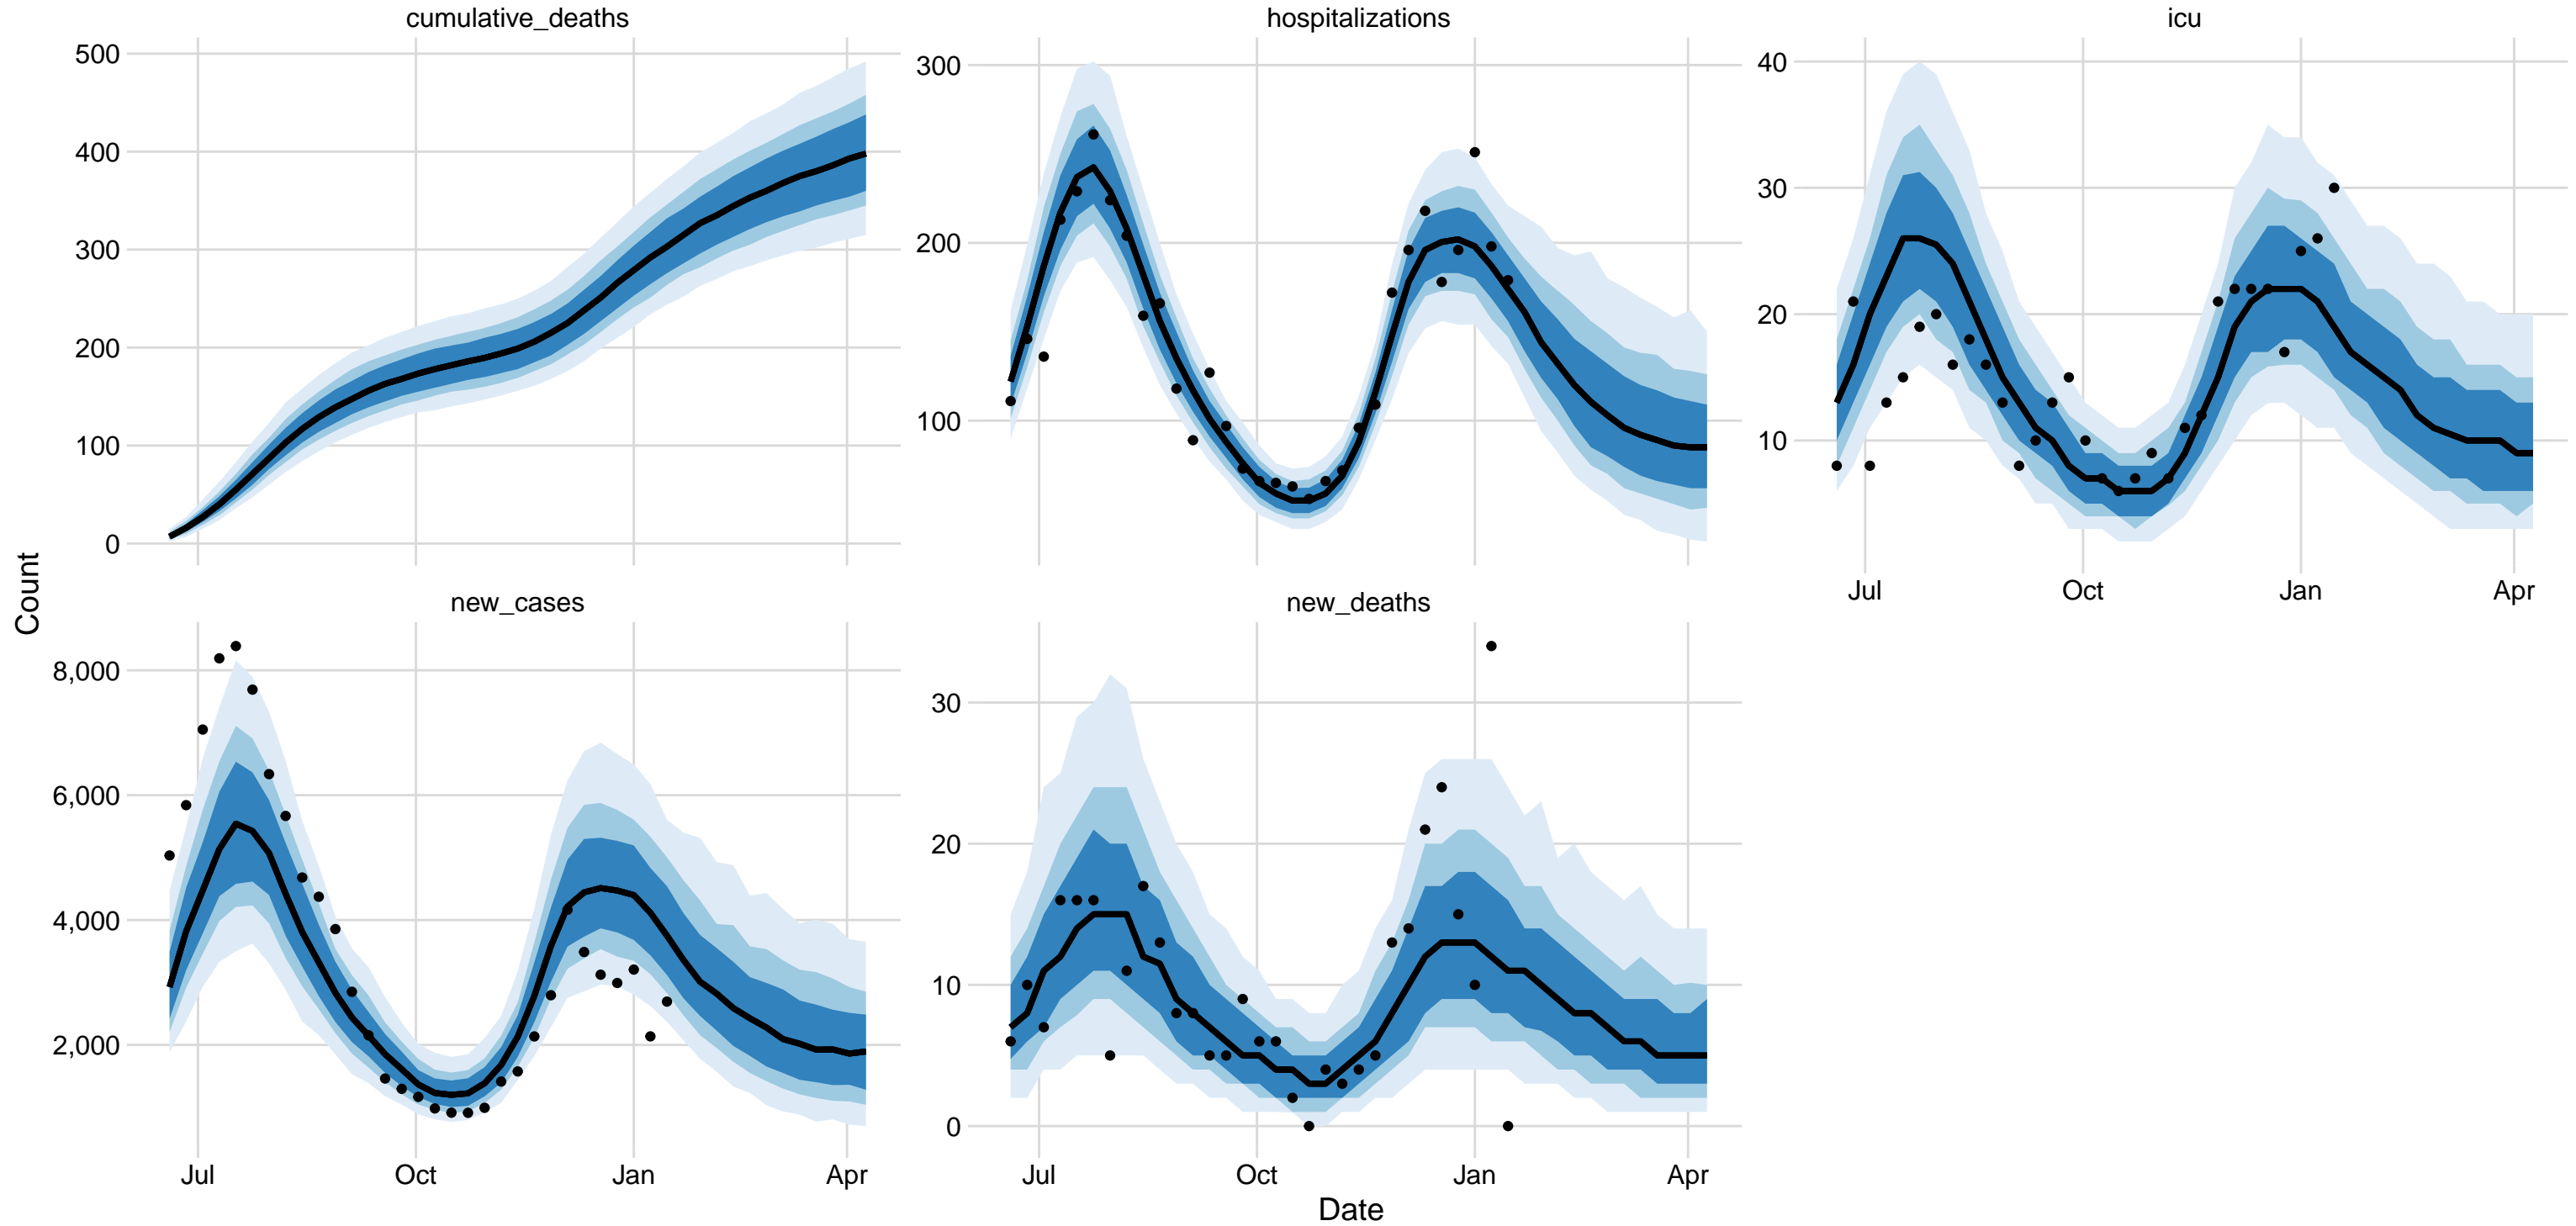 cumulative_deaths
hospitalizations
icu
500
400
300
200
100
0
300
200
100
40
30
20
10
Jul
Oct
Jan
Apr
Count
new_cases
new_deaths
8,000
6,000
4,000
2,000
30
20
10
0
Jul
Oct
Jan
Apr
Jul
Oct
Jan
Apr
Date